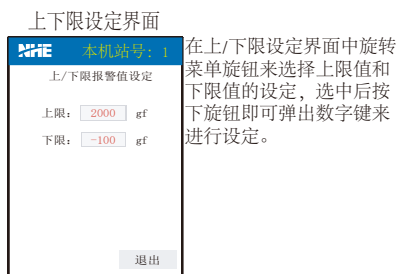 上下限设定界面
NHE 本机站号: 1
上/下限报警值设定
上限: 2000 gf
下限: -100 gf
退出
在上/下限设定界面中旋转
菜单旋钮来选择上限值和
下限值的设定，选中后按
下旋钮即可弹出数字键来
进行设定。